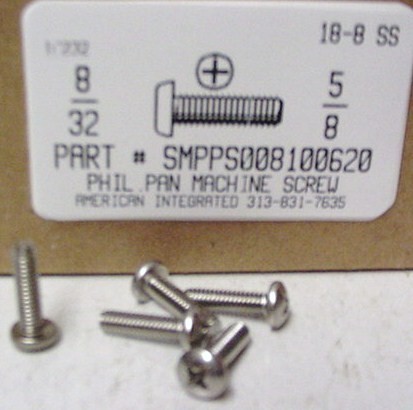 18-8 SS
8
32
5
8
PART # SMPPS008100620
PHIL.PAN MACHINE SCREW
AMERICAN INTEGRATED 313-831-7635